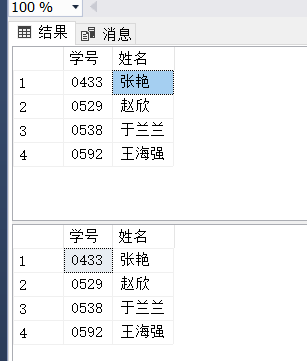 100 %
结果 消息
学号 姓名
1 0433 张艳
2 0529 赵欣
3 0538 于兰兰
4 0592 王海强
学号 姓名
1 0433 张艳
2 0529 赵欣
3 0538 于兰兰
4 0592 王海强